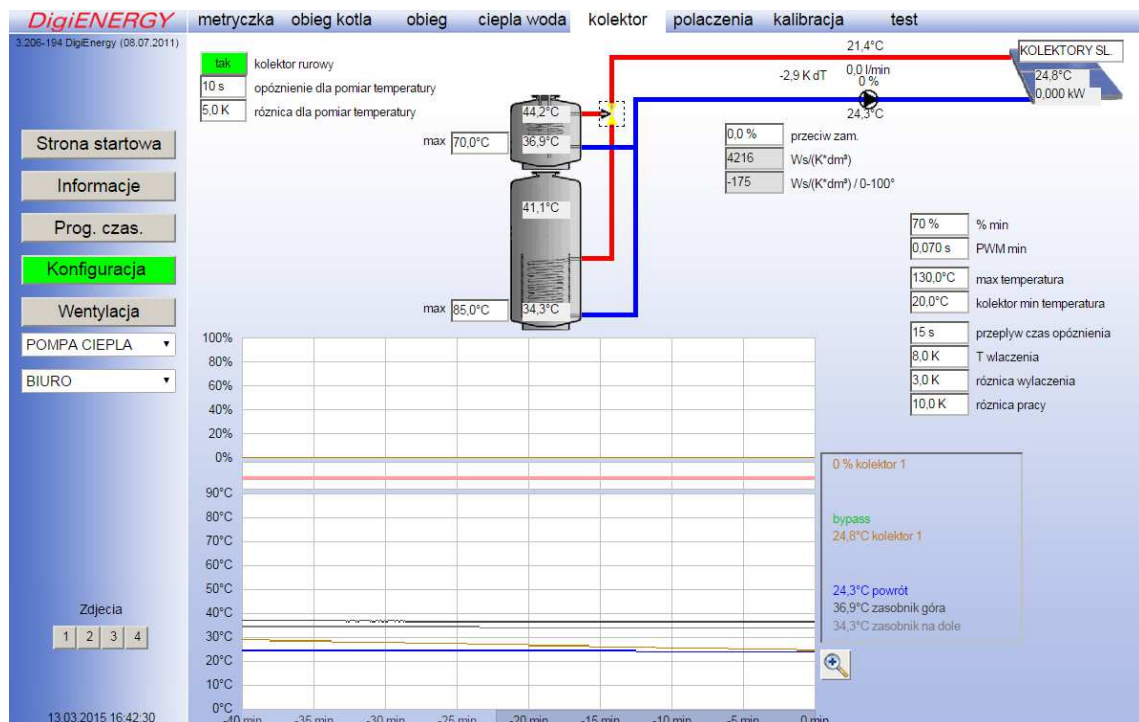 DigiENERGY
metryczka obieg kotla obieg ciepla woda kolektor polaczenia kalibracja test
3.206-194 DigiEnergy (08.07.2011)
tak kolektor rurowy
10 s opóznienie dla pomiar temperatury
5,0 K róznica dla pomiar temperatury
21,4°C
-2,9 K dT
0,0 l/min
0 %
24,3°C
KOLEKTORY SL.
24,8°C
0,000 kW
44,2°C
max 70,0°C 36,9°C
41,1°C
max 85,0°C 34,3°C
0,0 % przeciw zam.
4216 Ws/(K*dm³)
-175 Ws/(K*dm³) / 0-100°
70 % % min
0,070 s PWM min
130,0°C max temperatura
20,0°C kolektor min temperatura
15 s przeplyw czas opóznienia
8,0 K T wlaczenia
3,0 K róznica wylaczenia
10,0 K róznica pracy
Strona startowa
Informacje
Prog. czas.
Konfiguracja
Wentylacja
POMPA CIEPLA
BIURO
Zdjecia
1 2 3 4
13.03.2015 16:42:30
100%
80%
60%
40%
20%
0%
90°C
80°C
70°C
60°C
50°C
40°C
30°C
20°C
10°C
0°C
-40 min -35 min -30 min -25 min -20 min -15 min -10 min -5 min 0 min
0 % kolektor 1
bypass
24,8°C kolektor 1
24,3°C powrót
36,9°C zasobnik góra
34,3°C zasobnik na dole